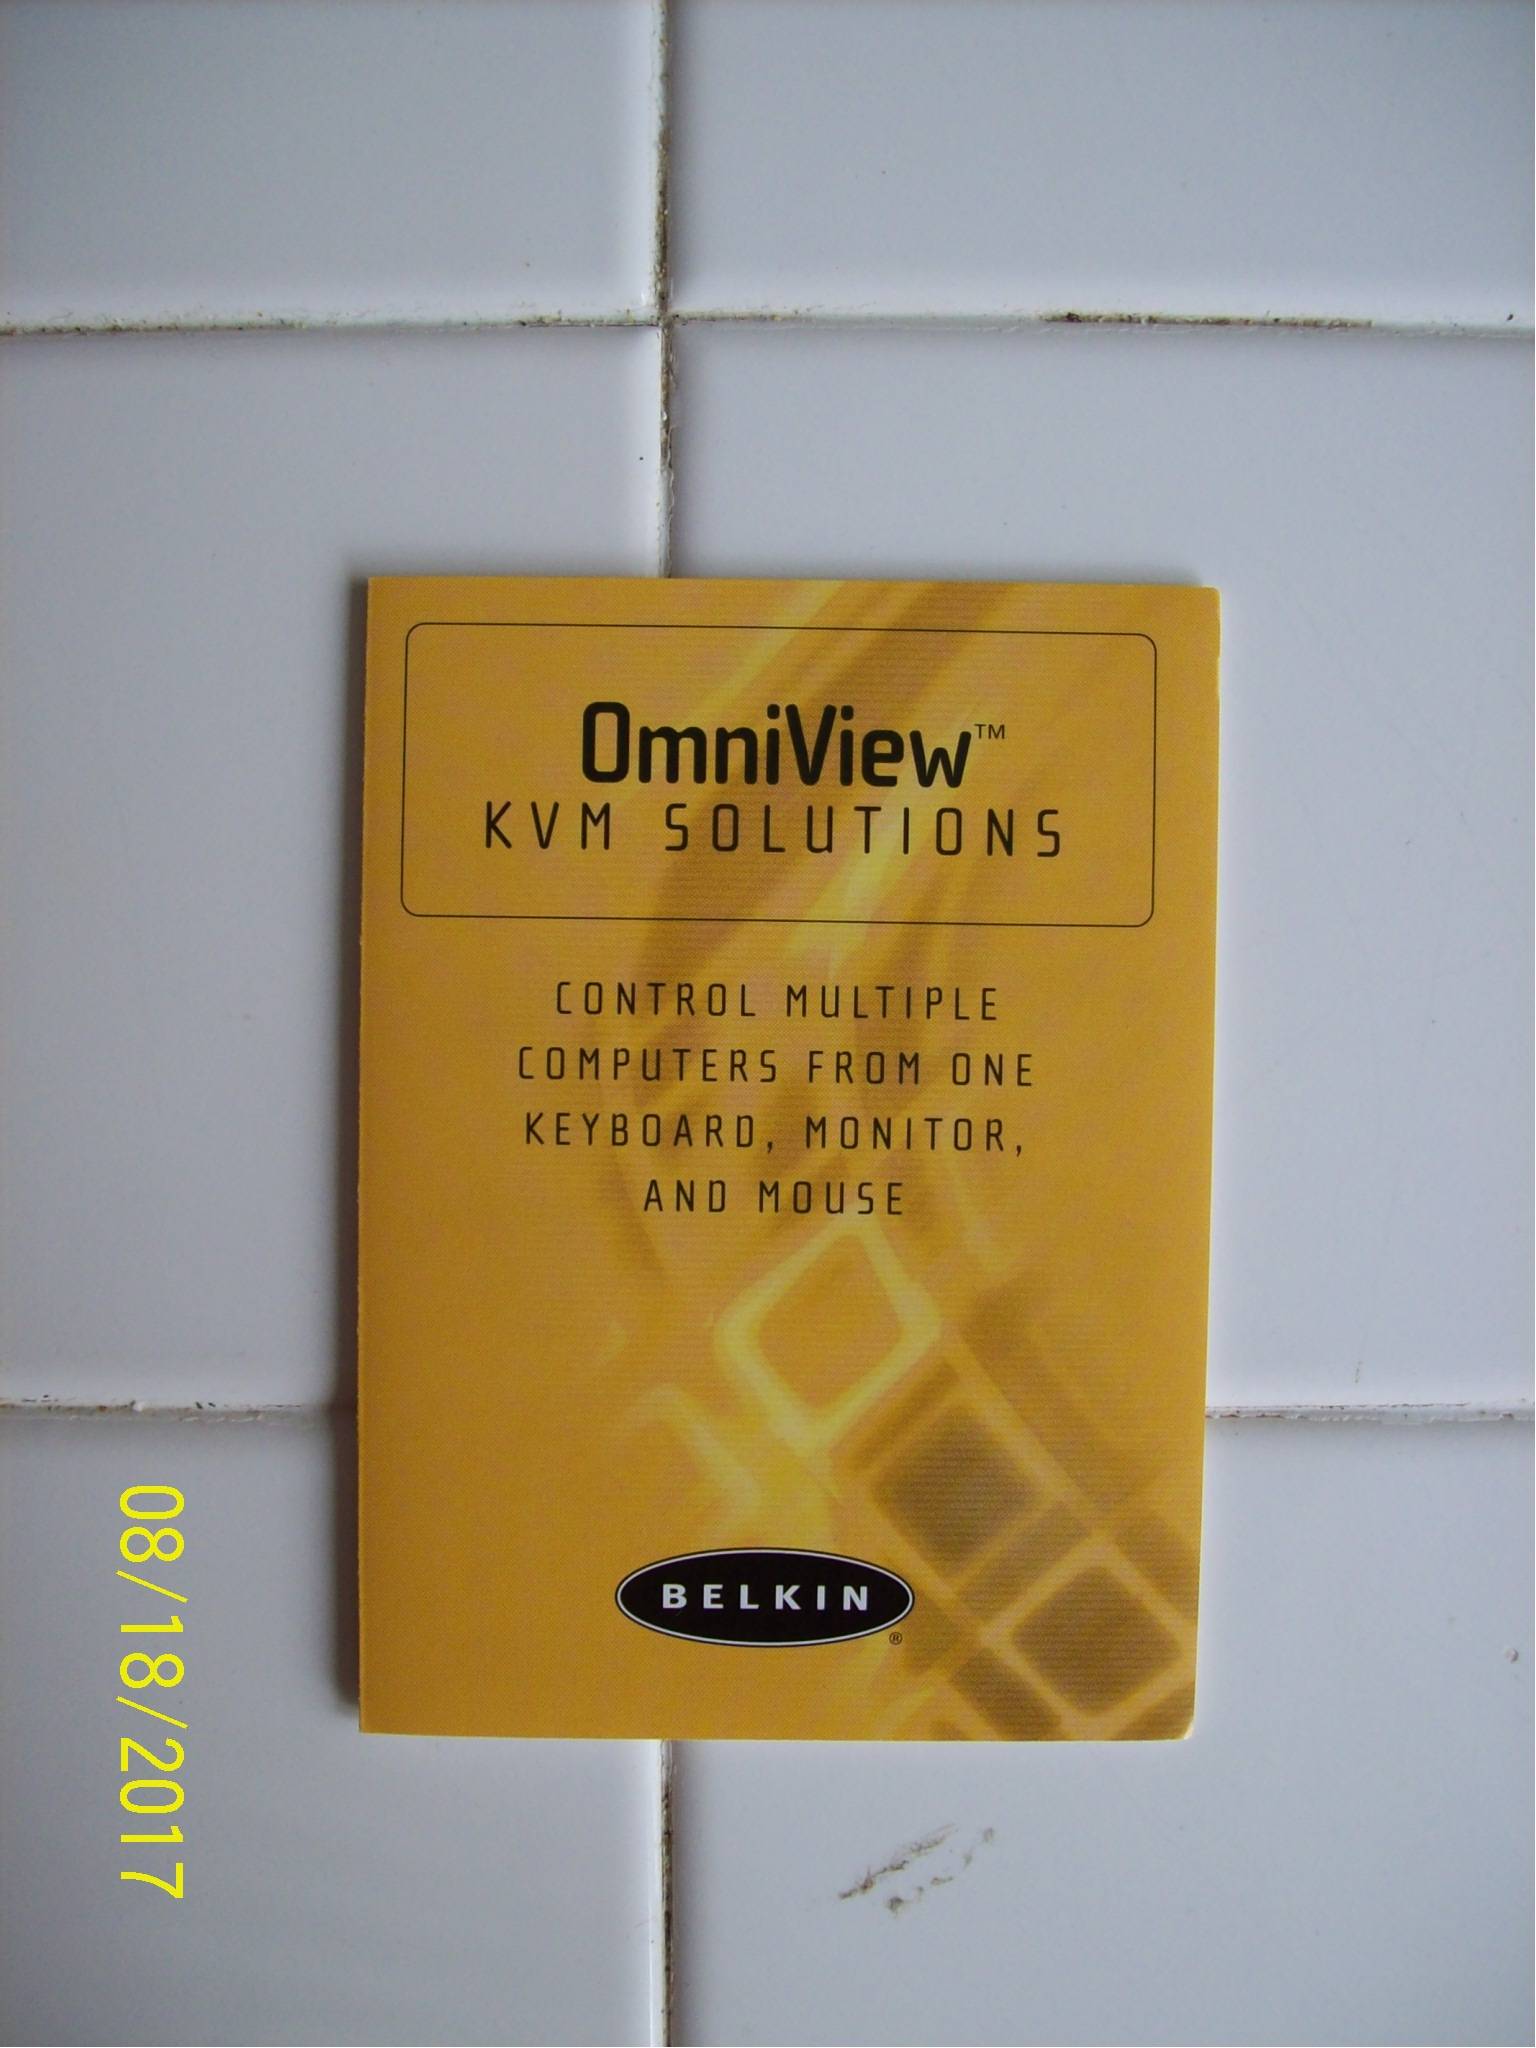 OmniView™
KVM SOLUTIONS
CONTROL MULTIPLE
COMPUTERS FROM ONE
KEYBOARD, MONITOR,
AND MOUSE
BELKIN®
08/18/2017